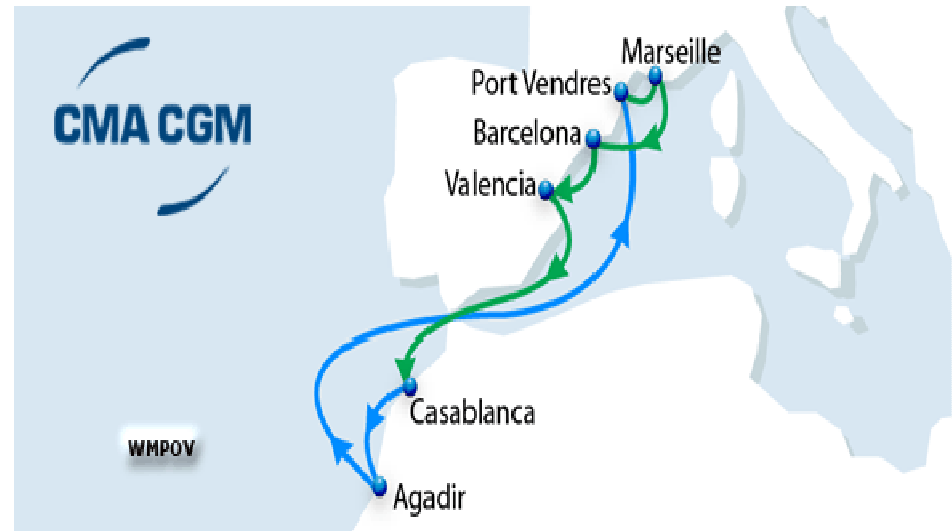 CMA CGM
Marseille
Port Vendres
Barcelona
Valencia
Casablanca
WMPOV
Agadir